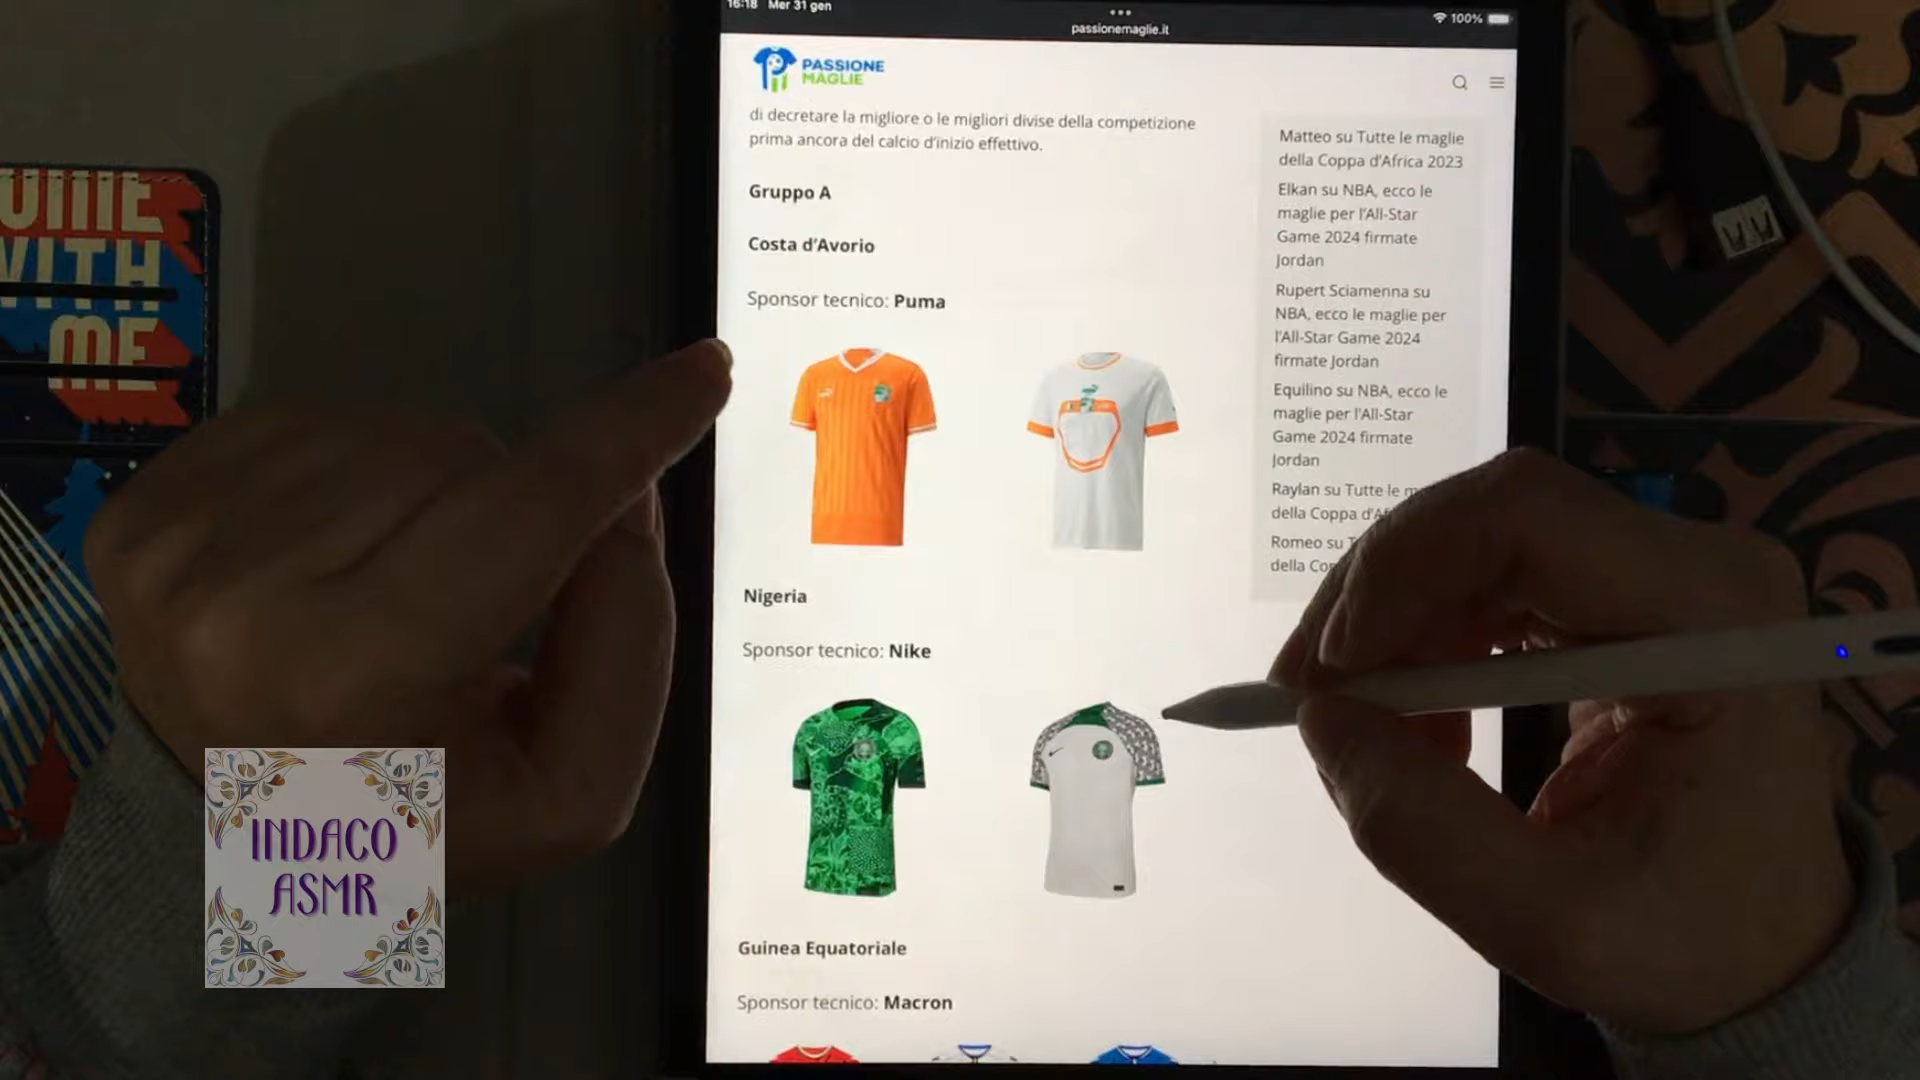 16:18 Mer 31 gen
passionemaglie.it
100%
PASSIONE
MAGLIE
di decretare la migliore o le migliori divise della competizione
prima ancora del calcio d'inizio effettivo.
Gruppo A
Costa d'Avorio
Sponsor tecnico: Puma
Nigeria
Sponsor tecnico: Nike
Guinea Equatoriale
Sponsor tecnico: Macron
Matteo su Tutte le maglie
della Coppa d'Africa 2023
Elkan su NBA, ecco le
maglie per l'All-Star
Game 2024 firmate
Jordan
Rupert Sciamenna su
NBA, ecco le maglie per
l'All-Star Game 2024
firmate Jordan
Equilino su NBA, ecco le
maglie per l'All-Star
Game 2024 firmate
Jordan
Raylan su Tutte le
della Coppa
Romeo su
della
WITH
ME
INDACO
ASMR